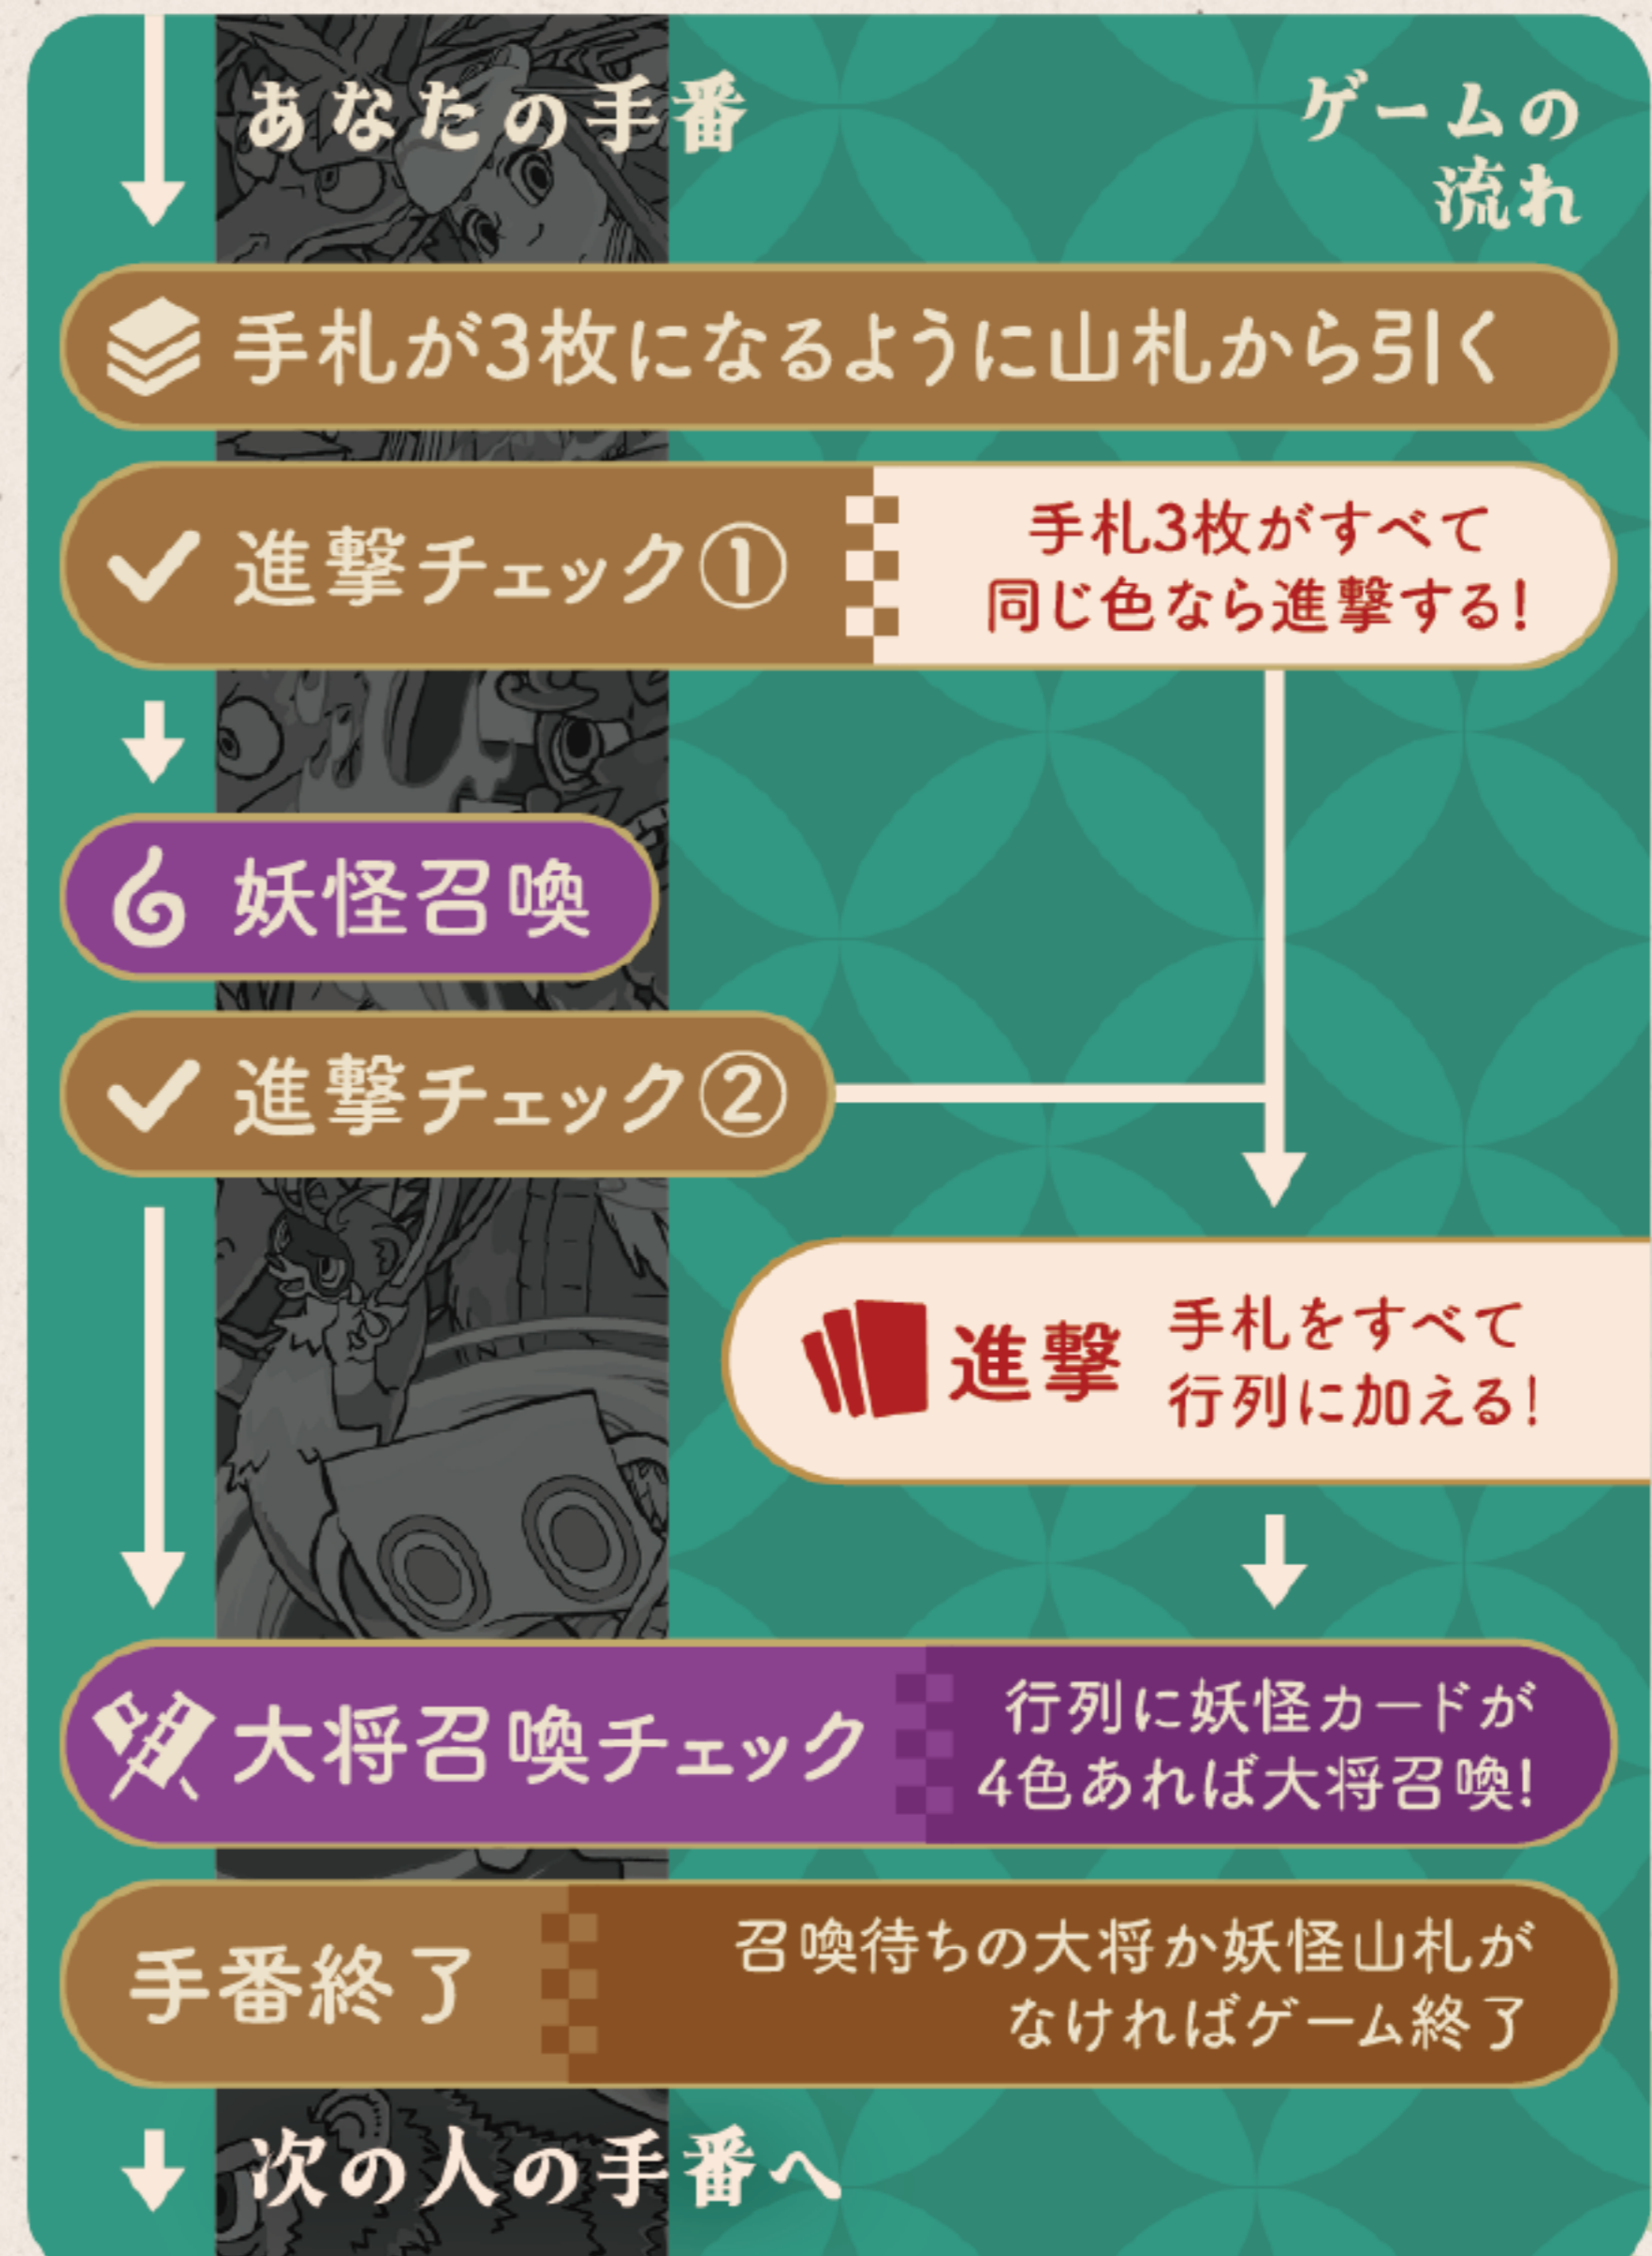 あなたの手番
ゲームの
流れ
手札が3枚になるように山札から引く
進撃チェック①
手札3枚がすべて
同じ色なら進撃する!
妖怪召喚
進撃チェック②
進撃
手札をすべて
行列に加える!
大将召喚チェック
行列に妖怪カードが
4色あれば大将召喚!
手番終了
召喚待ちの大将か妖怪山札が
なければゲーム終了
次の人の手番へ